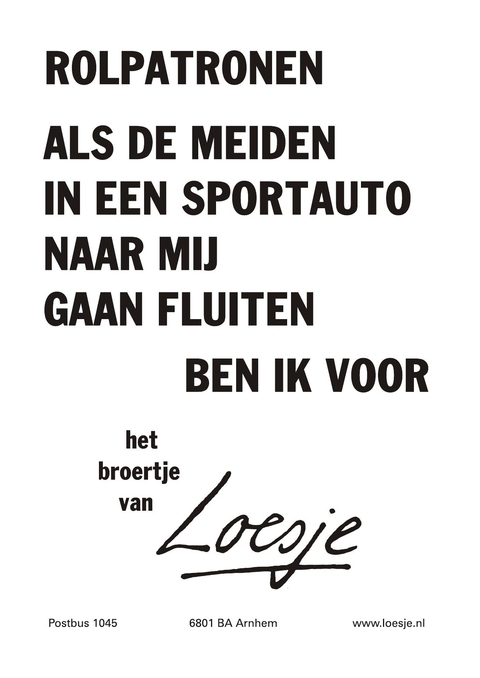 ROLPATRONEN
ALS DE MEIDEN
IN EEN SPORTAUTO
NAAR MIJ
GAAN FLUITEN
BEN IK VOOR
het
broertje
van
Loesje
Postbus 1045 6801 BA Arnhem www.loesje.nl